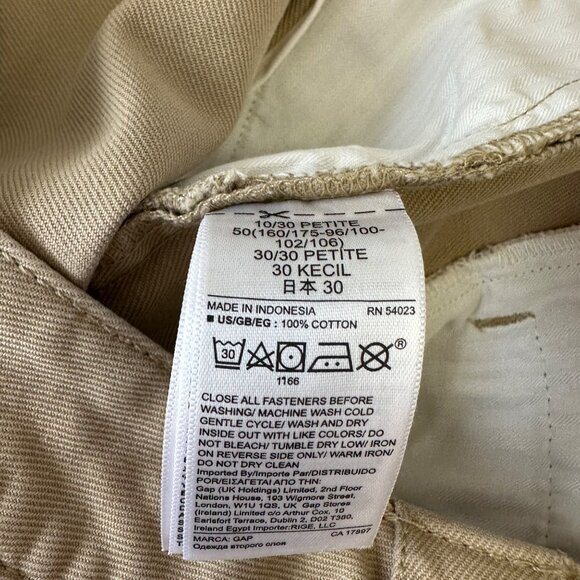 10/30 PETITE
50(160/175-96/100-
102/106)
30/30 PETITE
30 KECIL
日本 30
MADE IN INDONESIA RN 54023
■ US/GB/EG : 100% COTTON
30 ®
1166
CLOSE ALL FASTENERS BEFORE
WASHING/ MACHINE WASH COLD
GENTLE CYCLE/ WASH AND DRY
INSIDE OUT WITH LIKE COLORS/ DO
NOT BLEACH/ TUMBLE DRY LOW/ IRON
ON REVERSE SIDE ONLY/ WARM IRON/
DO NOT DRY CLEAN
Imported By/Importé Par/DISTRIBUIDO
POR/ΕΙΣΑΓΕΤΑΙ ΑΠΟ ΤΗΝ:
Gap (UK Holdings) Limited, 2nd Floor
Nations House, 193 Wigmore Street,
London, W1U 1QS UK Gap Stores
(Ireland) Limited c/o Arthur Cox, 10
Earlsfort Terrace, Dublin 2, D02 T380,
Ireland Egypt Importer:RIGE, LLC
MARCA: GAP CA 17897
Одежда второго слоя